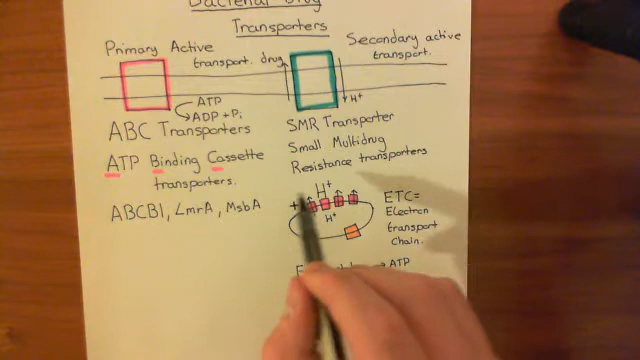 Bacterial Drug
Transporters
Primary Active
transport.
Secondary active
transport.
drug
H+
ATP
ADP + Pi
ABC Transporters
ATP Binding Cassette
transporters.
ABCB1, LmrA, MsbA
SMR Transporter
Small Multidrug
Resistance transporters
H+
+
H+
ETC=
Electron
transport
Chain.
→ ATP